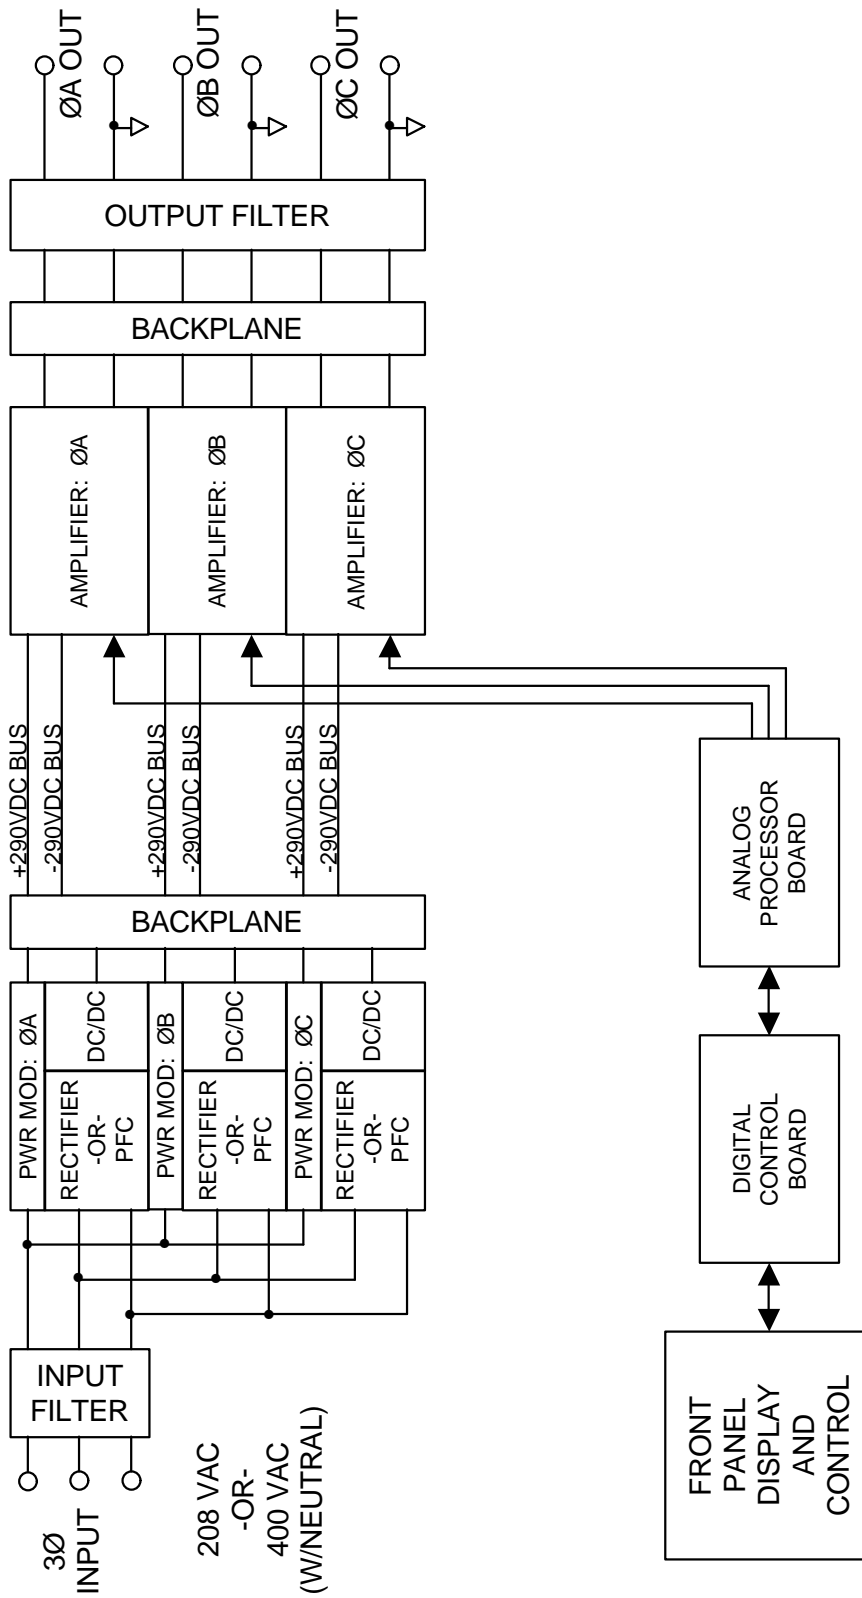 3Ø
INPUT
208 VAC
-OR-
400 VAC
(W/NEUTRAL)
INPUT
FILTER
PWR MOD: ØA
RECTIFIER
-OR-
PFC
DC/DC
PWR MOD: ØB
RECTIFIER
-OR-
PFC
DC/DC
PWR MOD: ØC
RECTIFIER
-OR-
PFC
DC/DC
BACKPLANE
+290VDC BUS
-290VDC BUS
+290VDC BUS
-290VDC BUS
+290VDC BUS
-290VDC BUS
AMPLIFIER: ØA
AMPLIFIER: ØB
AMPLIFIER: ØC
BACKPLANE
OUTPUT FILTER
ØA OUT
ØB OUT
ØC OUT
FRONT
PANEL
DISPLAY
AND
CONTROL
DIGITAL
CONTROL
BOARD
ANALOG
PROCESSOR
BOARD